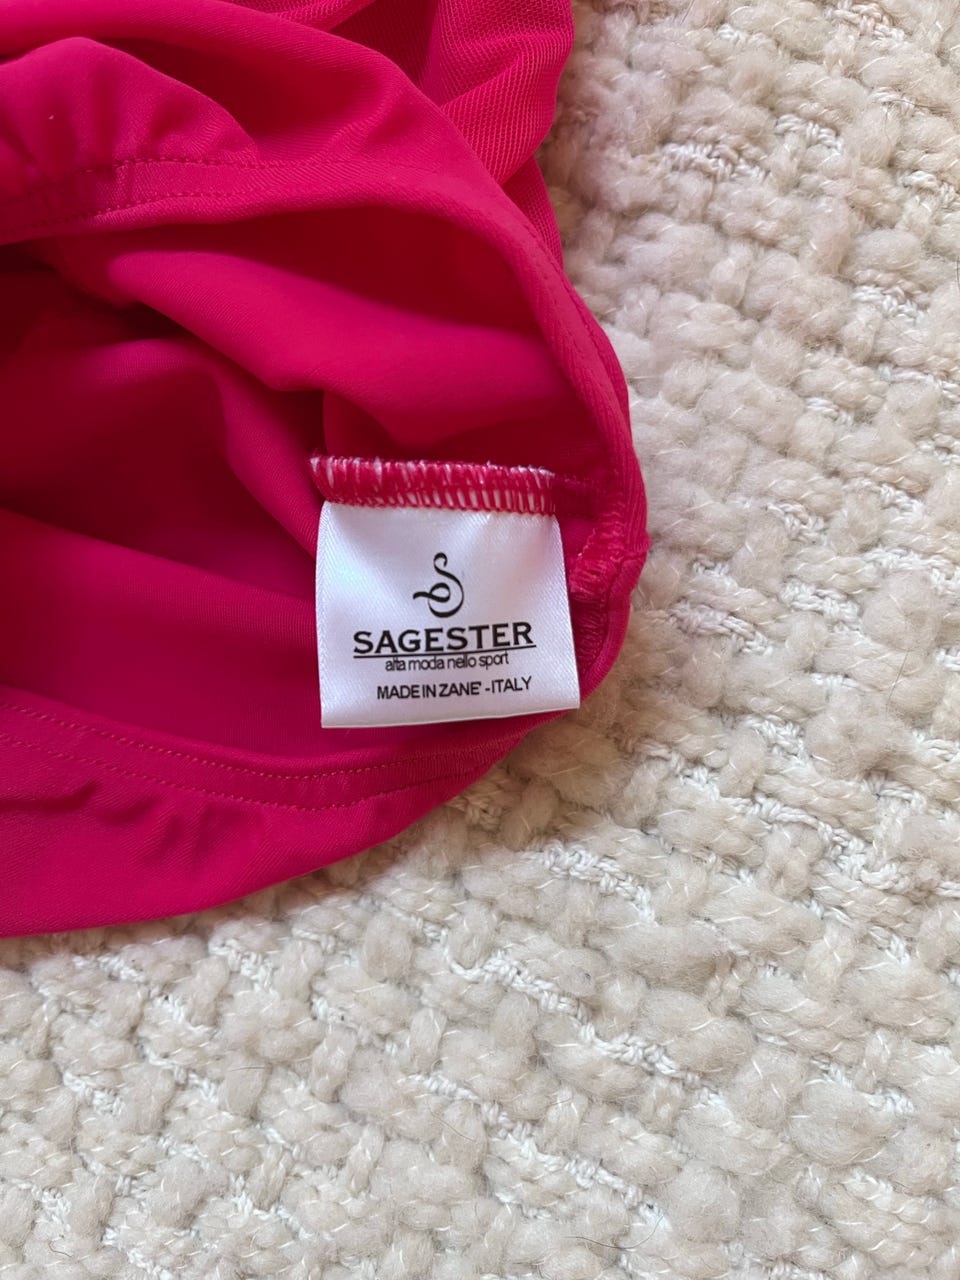 SAGESTER
alta moda nello sport
MADE IN ZANE' - ITALY